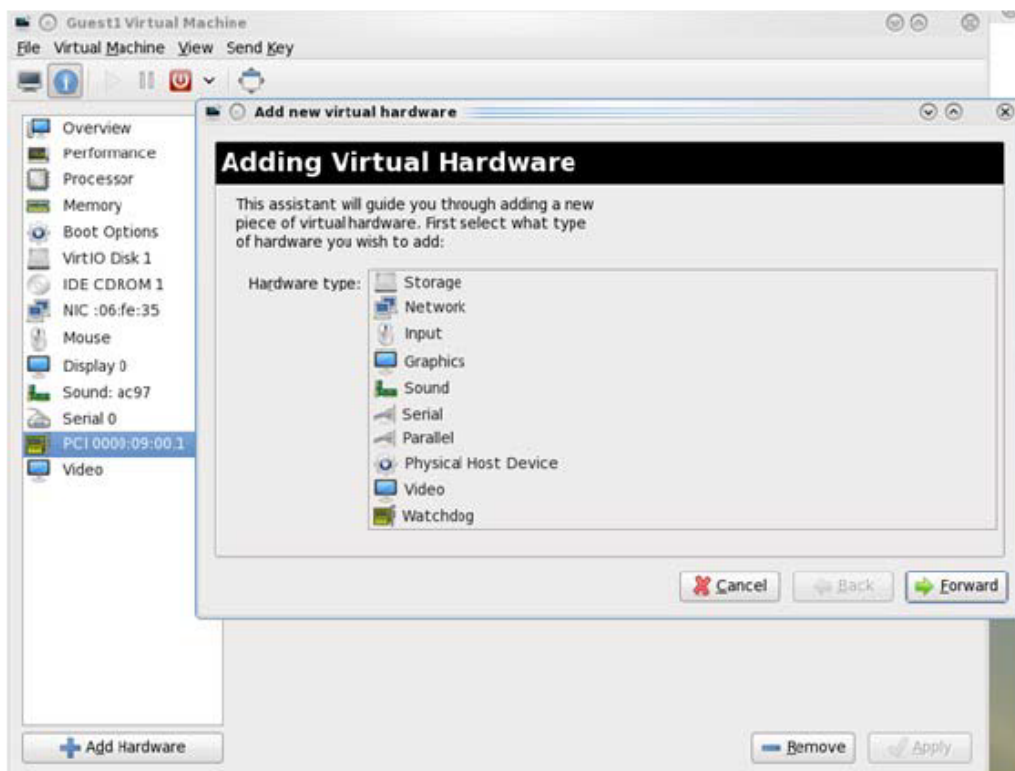 Guest1 Virtual Machine
File Virtual Machine View Send Key
Add new virtual hardware
Overview
Performance
Processor
Memory
Boot Options
VirtIO Disk 1
IDE CDROM 1
NIC :06:fe:35
Mouse
Display 0
Sound: ac97
Serial 0
PCI 0000:09:00.1
Video
Adding Virtual Hardware
This assistant will guide you through adding a new
piece of virtual hardware. First select what type
of hardware you wish to add:
Hardware type:
Storage
Network
Input
Graphics
Sound
Serial
Parallel
Physical Host Device
Video
Watchdog
Cancel Back Forward
Add Hardware Remove Apply